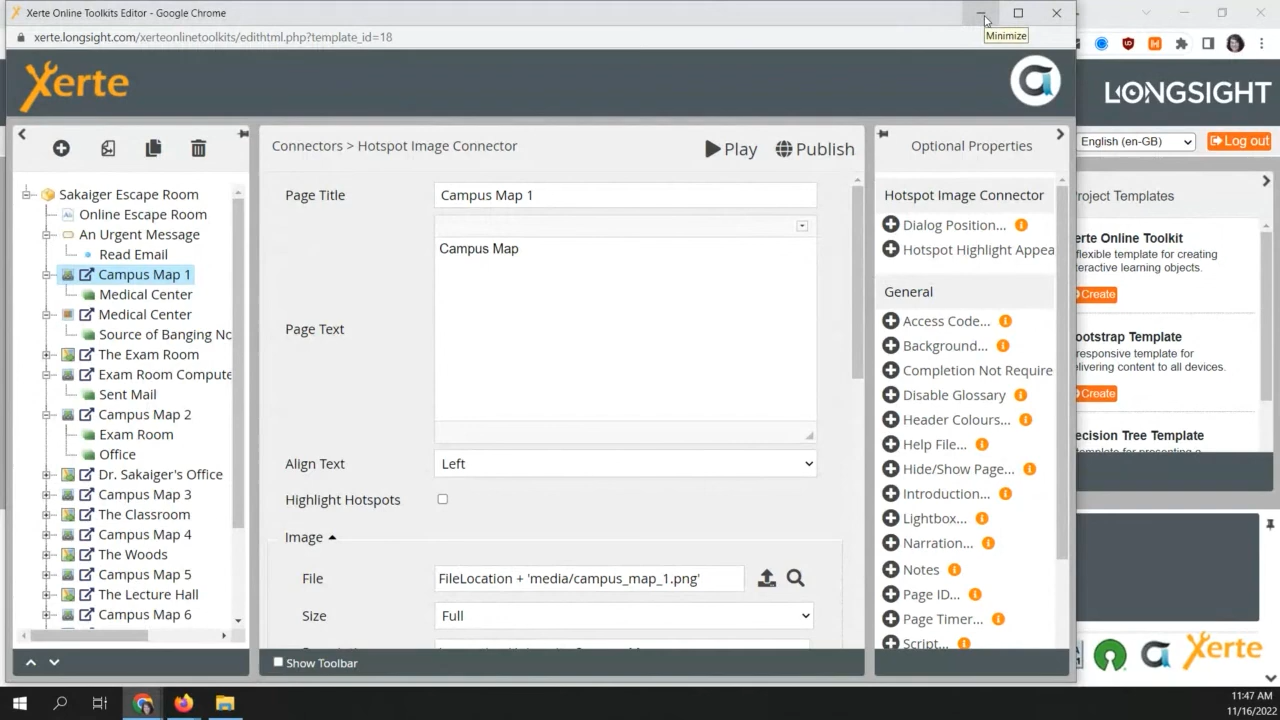 Xerte Online Toolkits Editor - Google Chrome
Minimize
xerte.longsight.com/xerteonlinetoolkits/edithtml.php?template_id=18
Xerte
LONGSIGHT
English (en-GB)
Log out
Connectors > Hotspot Image Connector
Play
Publish
Optional Properties
Sakaiger Escape Room
Online Escape Room
An Urgent Message
Read Email
Campus Map 1
Medical Center
Medical Center
Source of Banging No
The Exam Room
Exam Room Compute
Sent Mail
Campus Map 2
Exam Room
Office
Dr. Sakaiger's Office
Campus Map 3
The Classroom
Campus Map 4
The Woods
Campus Map 5
The Lecture Hall
Campus Map 6
Page Title
Campus Map 1
Page Text
Campus Map
Align Text
Left
Highlight Hotspots
Image
File
FileLocation + 'media/campus_map_1.png'
Size
Full
Show Toolbar
Hotspot Image Connector
Dialog Position...
Hotspot Highlight Appea
General
Access Code...
Background...
Completion Not Require
Disable Glossary
Header Colours...
Help File...
Hide/Show Page...
Introduction...
Lightbox...
Narration...
Notes
Page ID...
Page Timer...
Script...
roject Templates
erte Online Toolkit
flexible template for creating
teractive learning objects.
Create
ootstrap Template
responsive template for
elivering content to all devices.
Create
ecision Tree Template
Xerte
11:47 AM
11/16/2022